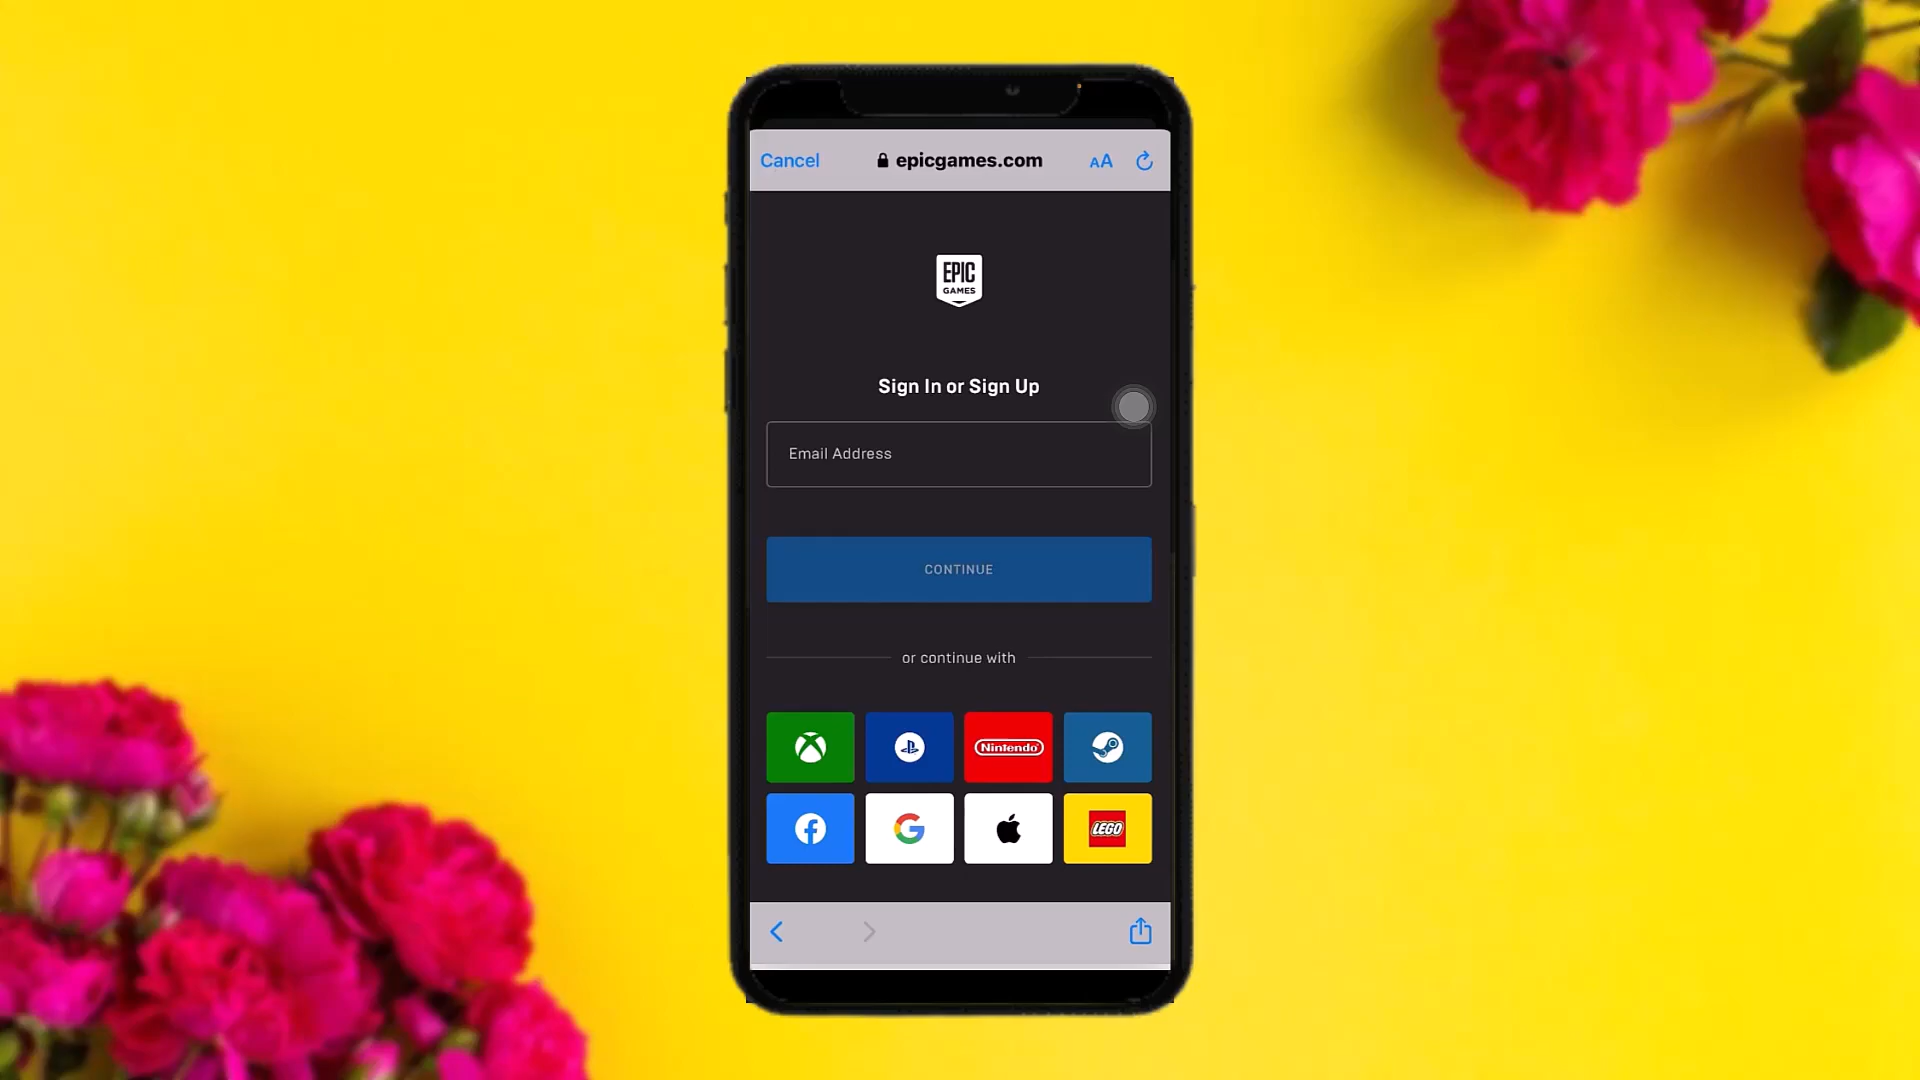 Cancel
epicgames.com
AA
EPIC
GAMES
Sign In or Sign Up
Email Address
CONTINUE
or continue with
Nintendo
LEGO